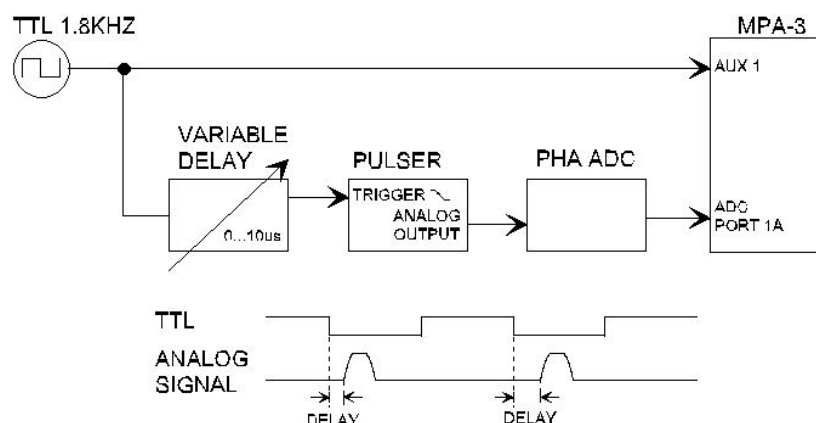 TTL 1.8KHZ
MPA-3
AUX 1
VARIABLE
DELAY
0...10us
PULSER
TRIGGER
ANALOG
OUTPUT
PHA ADC
ADC
PORT 1A
TTL
ANALOG
SIGNAL
DELAY
DELAY